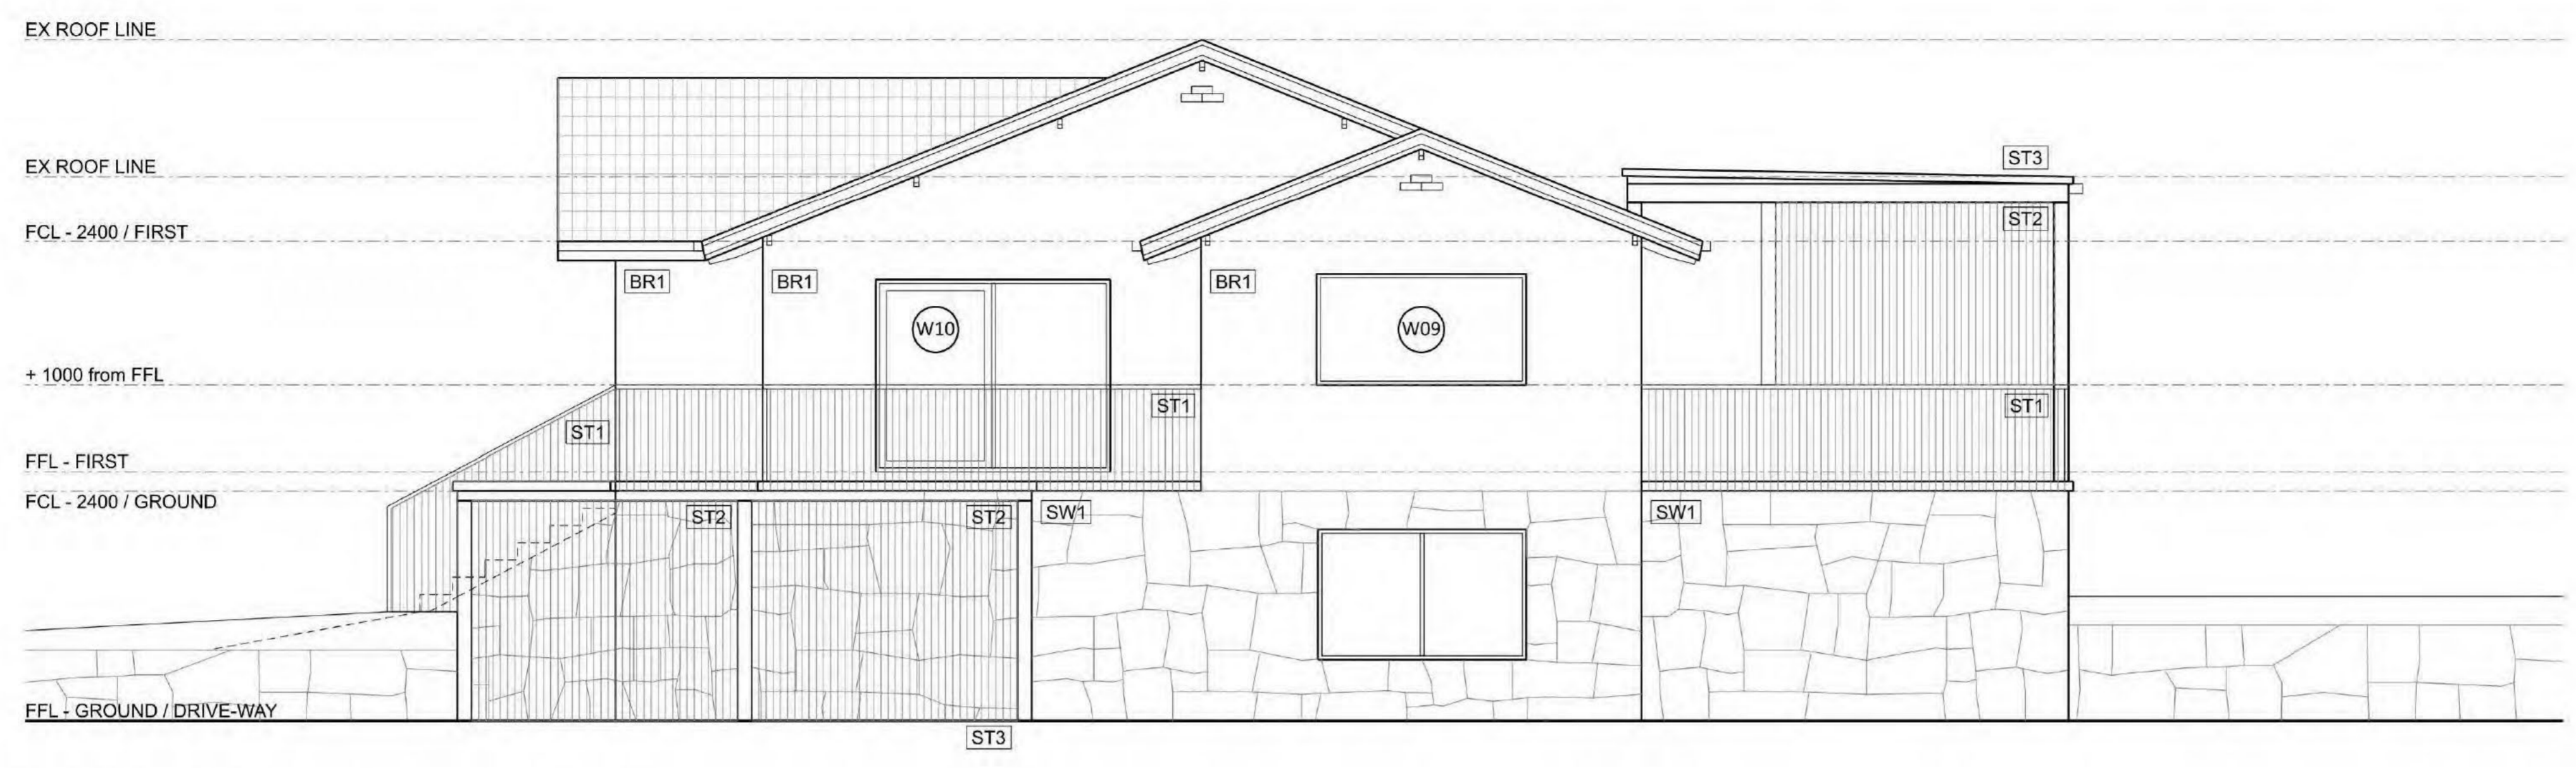 EX ROOF LINE
EX ROOF LINE
ST3
ST2
FCL - 2400 / FIRST
BR1
BR1
BR1
W10
W09
+ 1000 from FFL
ST1
ST1
ST1
FFL - FIRST
FCL - 2400 / GROUND
ST2
ST2
SW1
SW1
FFL - GROUND / DRIVE-WAY
ST3